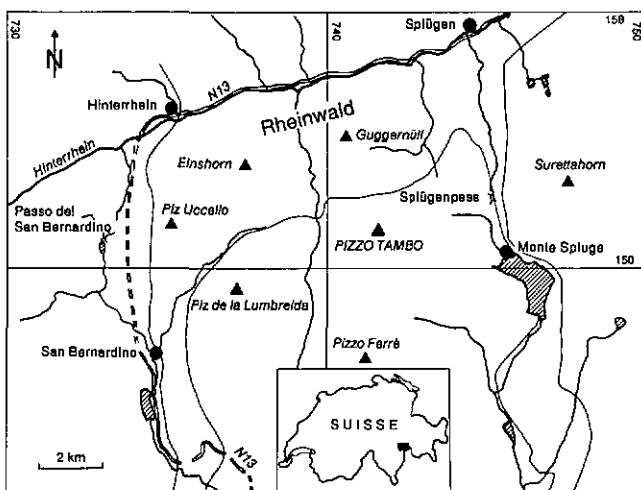 730
740
158
750
Splügen
N
N13
Hinterrhein
Rheinwald
Guggernüll
Hinterrhein
Einshorn
Surettahorn
Splügenpass
Passo del
San Bernardino
Piz Uccello
PIZZO TAMBO
Monte Spluga
150
Piz de la Lumbreida
San Bernardino
Pizzo Ferrè
SUISSE
N13
2 km